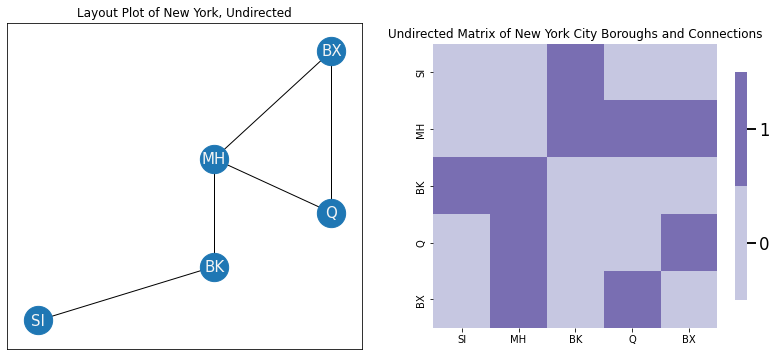 Layout Plot of New York, Undirected
BX
MH
Q
BK
SI
Undirected Matrix of New York City Boroughs and Connections
SI
MH
BK
Q
BX
SI MH BK Q BX
1
0